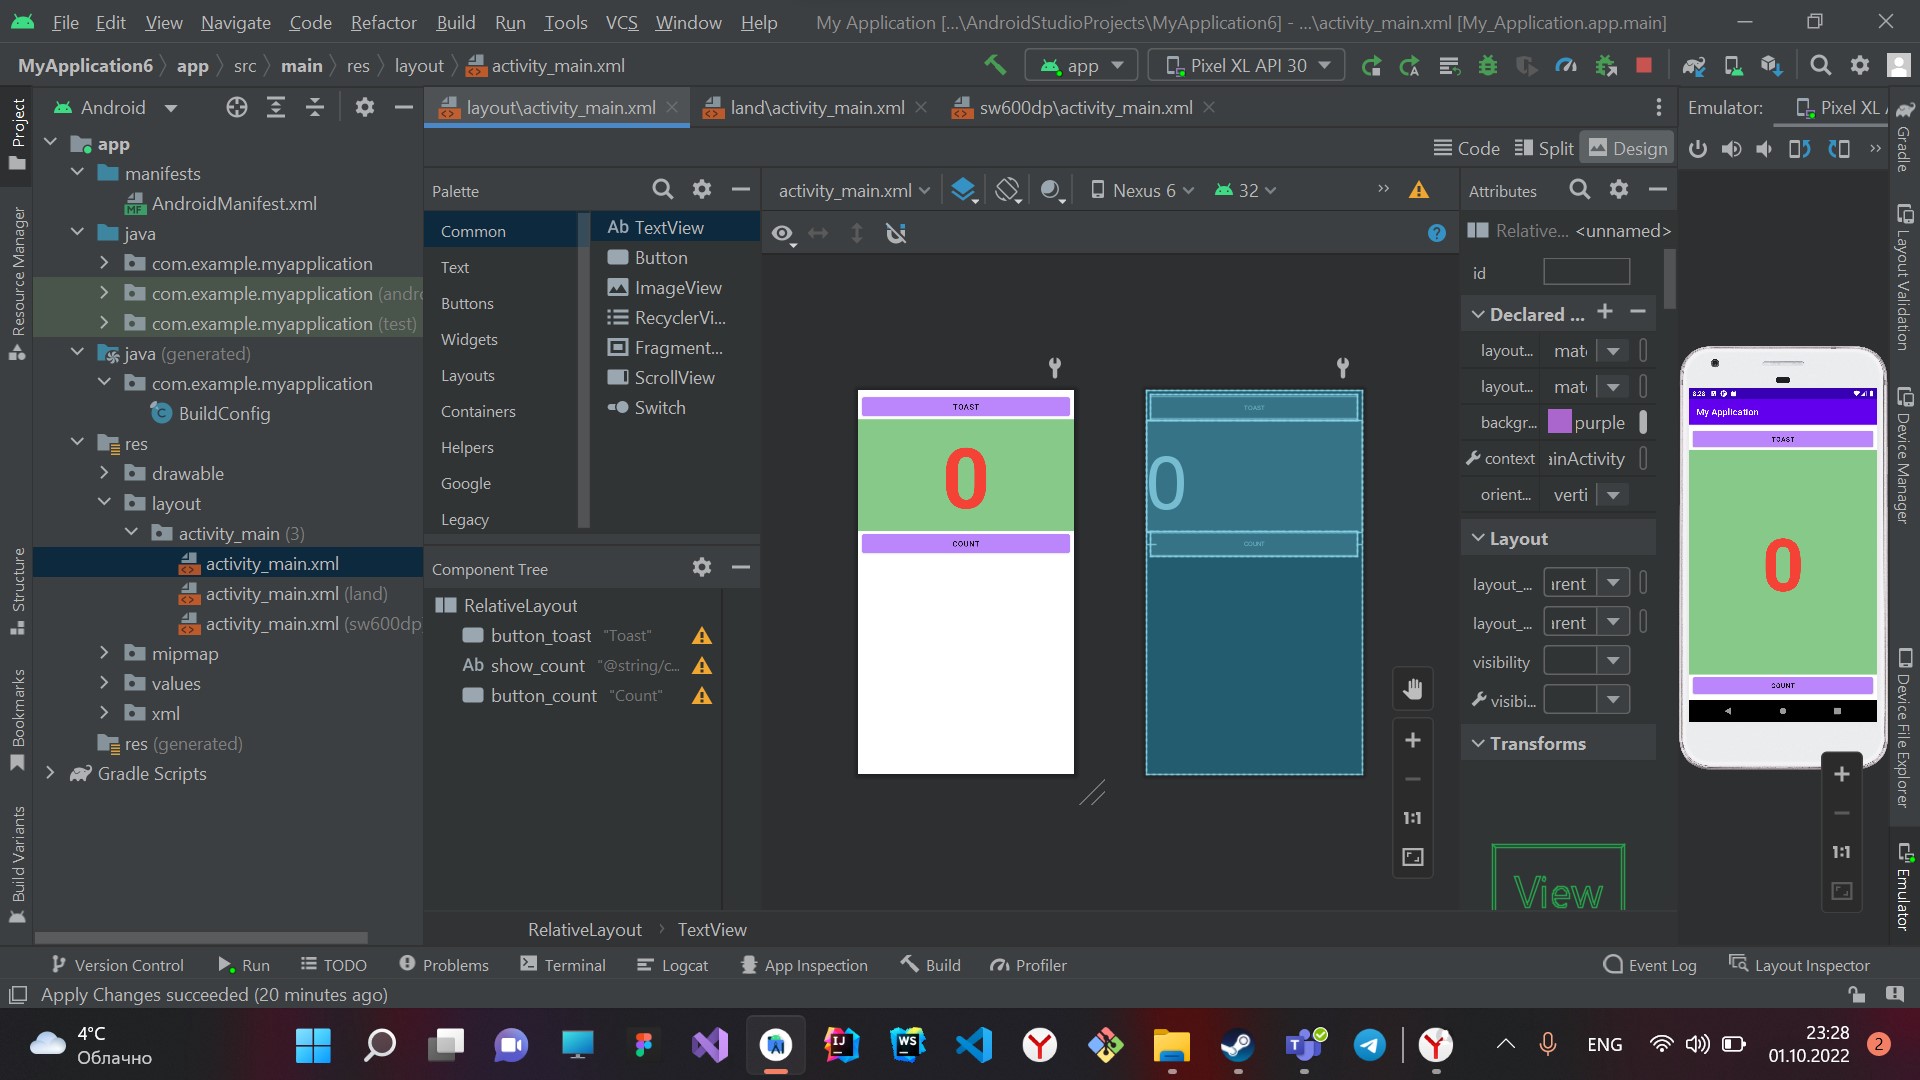 File Edit View Navigate Code Refactor Build Run Tools VCS Window Help My Application [...\AndroidStudioProjects\MyApplication6] - ...\activity_main.xml [My_Application.app.main]
MyApplication6 app src main res layout activity_main.xml app Pixel XL API 30
Project
Resource Manager
Structure
Bookmarks
Build Variants
Android
app
manifests
AndroidManifest.xml
java
com.example.myapplication
com.example.myapplication (andro
com.example.myapplication (test)
java (generated)
com.example.myapplication
BuildConfig
res
drawable
layout
activity_main (3)
activity_main.xml
activity_main.xml (land)
activity_main.xml (sw600dp
mipmap
values
xml
res (generated)
Gradle Scripts
layout\activity_main.xml land\activity_main.xml sw600dp\activity_main.xml
Code Split Design
Palette
Common
Text
Buttons
Widgets
Layouts
Containers
Helpers
Google
Legacy
Ab TextView
Button
ImageView
RecyclerVi...
Fragment...
ScrollView
Switch
Component Tree
RelativeLayout
button_toast "Toast"
Ab show_count "@string/c...
button_count "Count"
activity_main.xml Nexus 6 32
TOAST
0
COUNT
TOAST
0
COUNT
1:1
RelativeLayout TextView
Attributes
Relative... <unnamed>
id
Declared ...
layout... mat
layout... mat
backgr... purple
context ainActivity
orient... verti
Layout
layout_... rent
layout_... rent
visibility
visibi...
Transforms
View
Emulator: Pixel XL
8:28
My Application
TOAST
0
COUNT
1:1
Gradle
Layout Validation
Device Manager
Device File Explorer
Emulator
Version Control Run TODO Problems Terminal Logcat App Inspection Build Profiler Event Log Layout Inspector
Apply Changes succeeded (20 minutes ago)
4°C
Облачно
ENG
23:28
01.10.2022
2